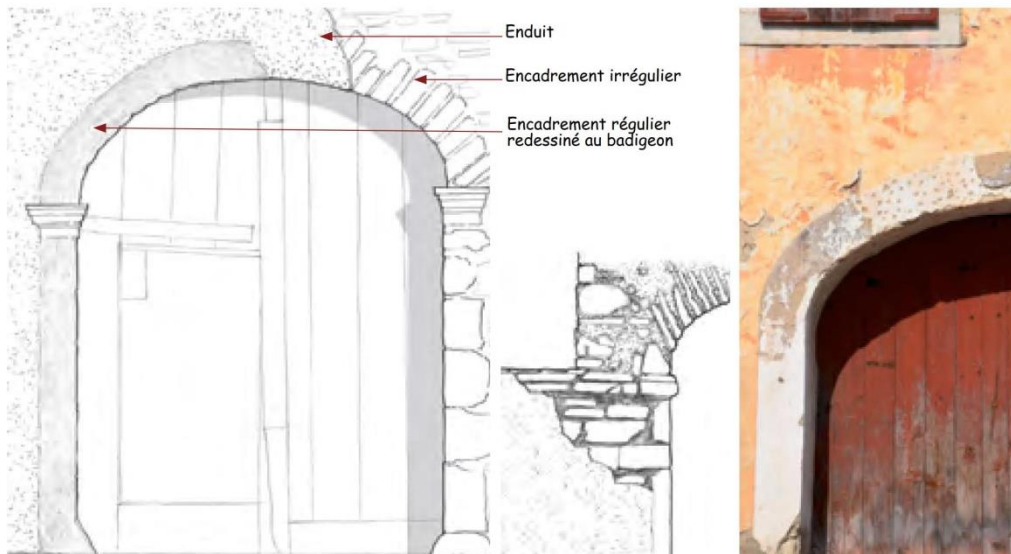 Enduit
Encadrement irrégulier
Encadrement régulier
redessiné au badigeon